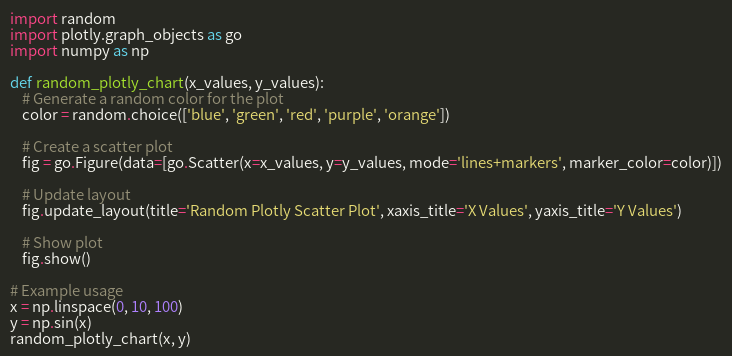 import random
import plotly.graph_objects as go
import numpy as np

def random_plotly_chart(x_values, y_values):
    # Generate a random color for the plot
    color = random.choice(['blue', 'green', 'red', 'purple', 'orange'])

    # Create a scatter plot
    fig = go.Figure(data=[go.Scatter(x=x_values, y=y_values, mode='lines+markers', marker_color=color)])

    # Update layout
    fig.update_layout(title='Random Plotly Scatter Plot', xaxis_title='X Values', yaxis_title='Y Values')

    # Show plot
    fig.show()

# Example usage
x = np.linspace(0, 10, 100)
y = np.sin(x)
random_plotly_chart(x, y)